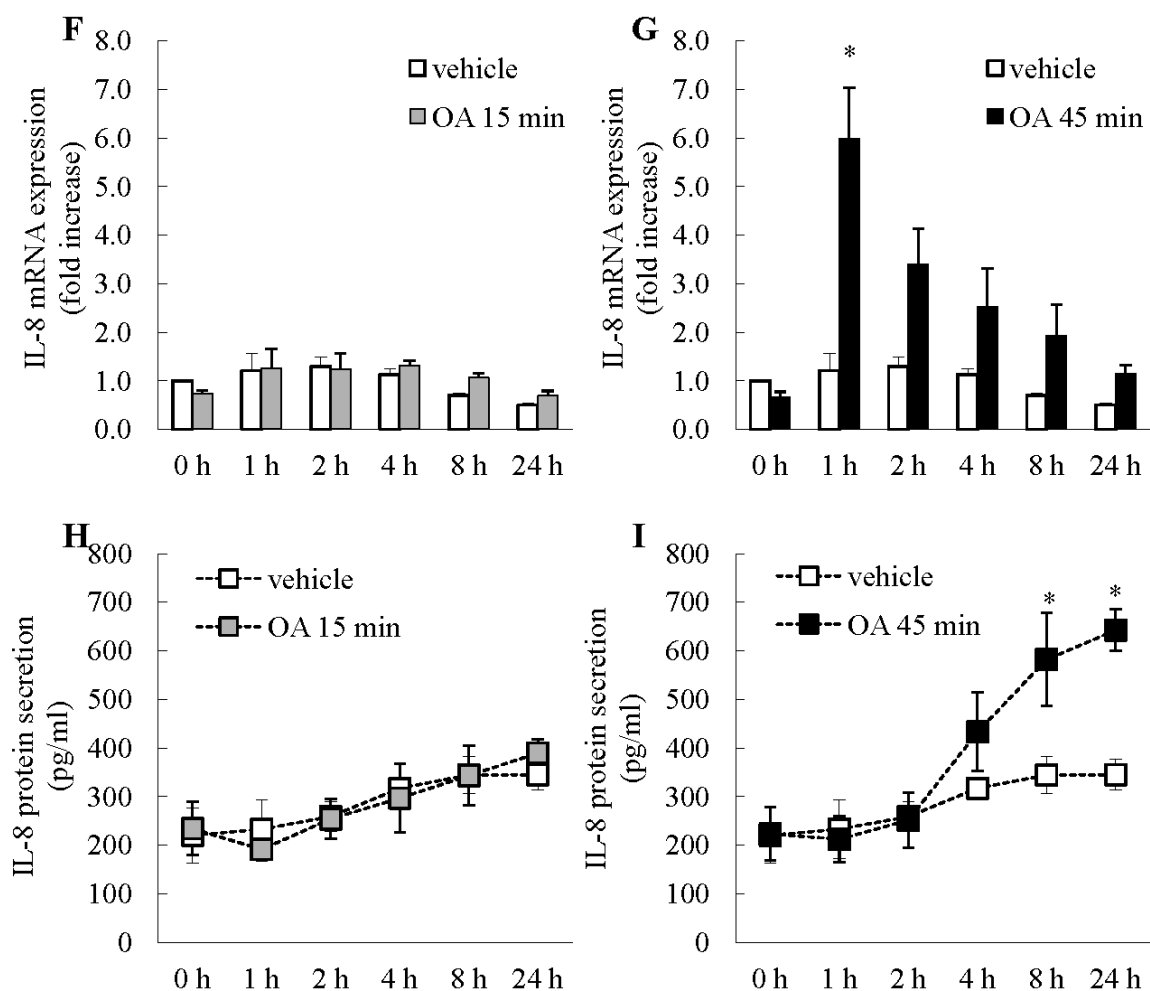 F
IL-8 mRNA expression
(fold increase)
8.0
7.0
6.0
5.0
4.0
3.0
2.0
1.0
0.0
vehicle
OA 15 min
0 h 1 h 2 h 4 h 8 h 24 h
G
IL-8 mRNA expression
(fold increase)
8.0
7.0
6.0
5.0
4.0
3.0
2.0
1.0
0.0
*
vehicle
OA 45 min
0 h 1 h 2 h 4 h 8 h 24 h
H
IL-8 protein secretion
(pg/ml)
800
700
600
500
400
300
200
100
0
vehicle
OA 15 min
0 h 1 h 2 h 4 h 8 h 24 h
I
IL-8 protein secretion
(pg/ml)
800
700
600
500
400
300
200
100
0
vehicle
OA 45 min
* *
0 h 1 h 2 h 4 h 8 h 24 h